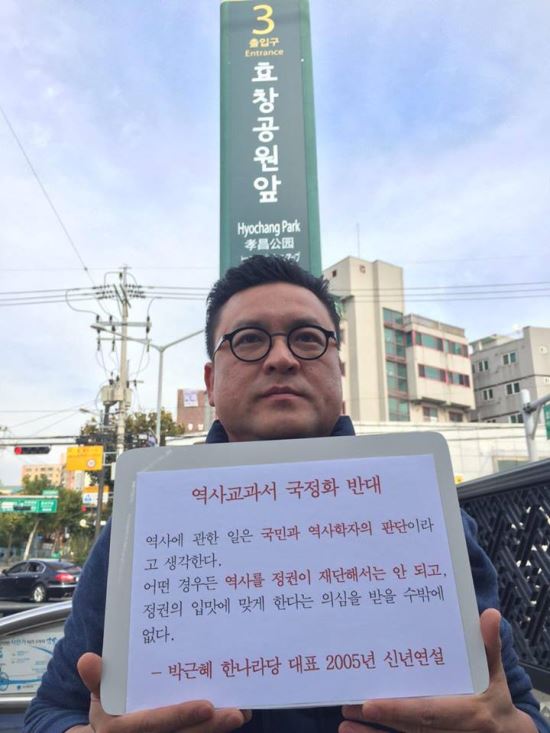 3
출입구
Entrance
효창공원앞
Hyochang Park
孝昌公园
역사교과서 국정화 반대
역사에 관한 일은 국민과 역사학자의 판단이라
고 생각한다.
어떤 경우든 역사를 정권이 재단해서는 안 되고,
정권의 입맛에 맞게 한다는 의심을 받을 수밖에
없다.
– 박근혜 한나라당 대표 2005년 신년연설